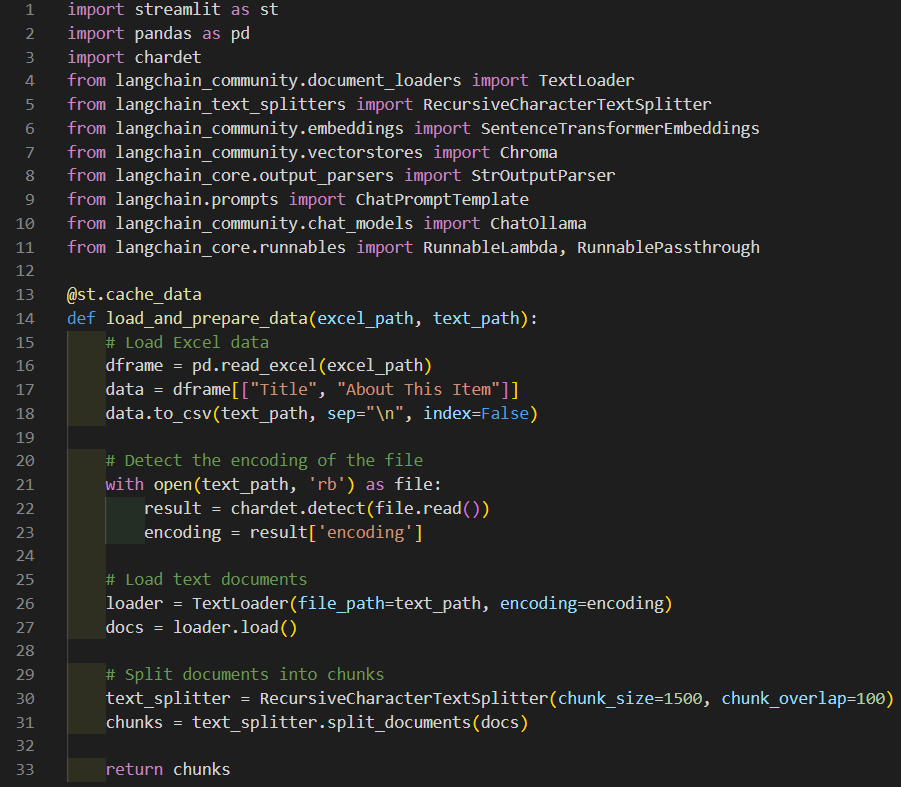 1 import streamlit as st
2 import pandas as pd
3 import chardet
4 from langchain_community.document_loaders import TextLoader
5 from langchain_text_splitters import RecursiveCharacterTextSplitter
6 from langchain_community.embeddings import SentenceTransformerEmbeddings
7 from langchain_community.vectorstores import Chroma
8 from langchain_core.output_parsers import StrOutputParser
9 from langchain.prompts import ChatPromptTemplate
10 from langchain_community.chat_models import ChatOllama
11 from langchain_core.runnables import RunnableLambda, RunnablePassthrough
12
13 @st.cache_data
14 def load_and_prepare_data(excel_path, text_path):
15     # Load Excel data
16     dframe = pd.read_excel(excel_path)
17     data = dframe[["Title", "About This Item"]]
18     data.to_csv(text_path, sep="\n", index=False)
19
20     # Detect the encoding of the file
21     with open(text_path, 'rb') as file:
22         result = chardet.detect(file.read())
23         encoding = result['encoding']
24
25     # Load text documents
26     loader = TextLoader(file_path=text_path, encoding=encoding)
27     docs = loader.load()
28
29     # Split documents into chunks
30     text_splitter = RecursiveCharacterTextSplitter(chunk_size=1500, chunk_overlap=100)
31     chunks = text_splitter.split_documents(docs)
32
33     return chunks